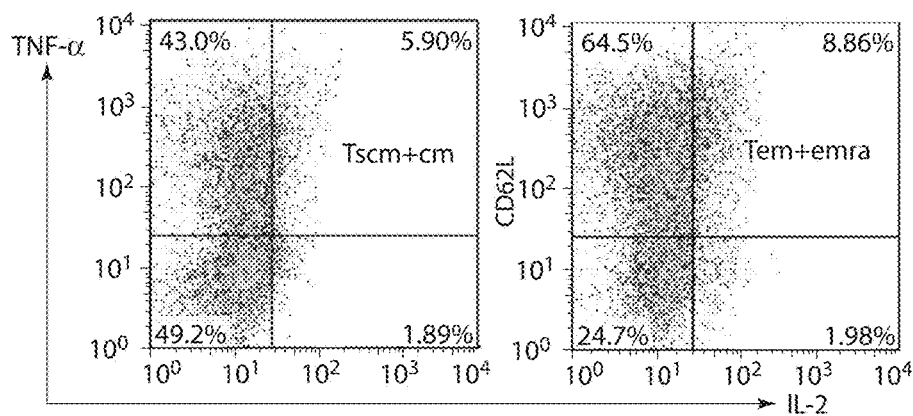 TNF-α
10⁴
10³
10²
10¹
10⁰
43.0%
5.90%
Tscm+cm
49.2%
1.89%
10⁰ 10¹ 10² 10³ 10⁴
CD62L
10⁴
10³
10²
10¹
10⁰
64.5%
8.86%
Tem+emra
24.7%
1.98%
10⁰ 10¹ 10² 10³ 10⁴
IL-2